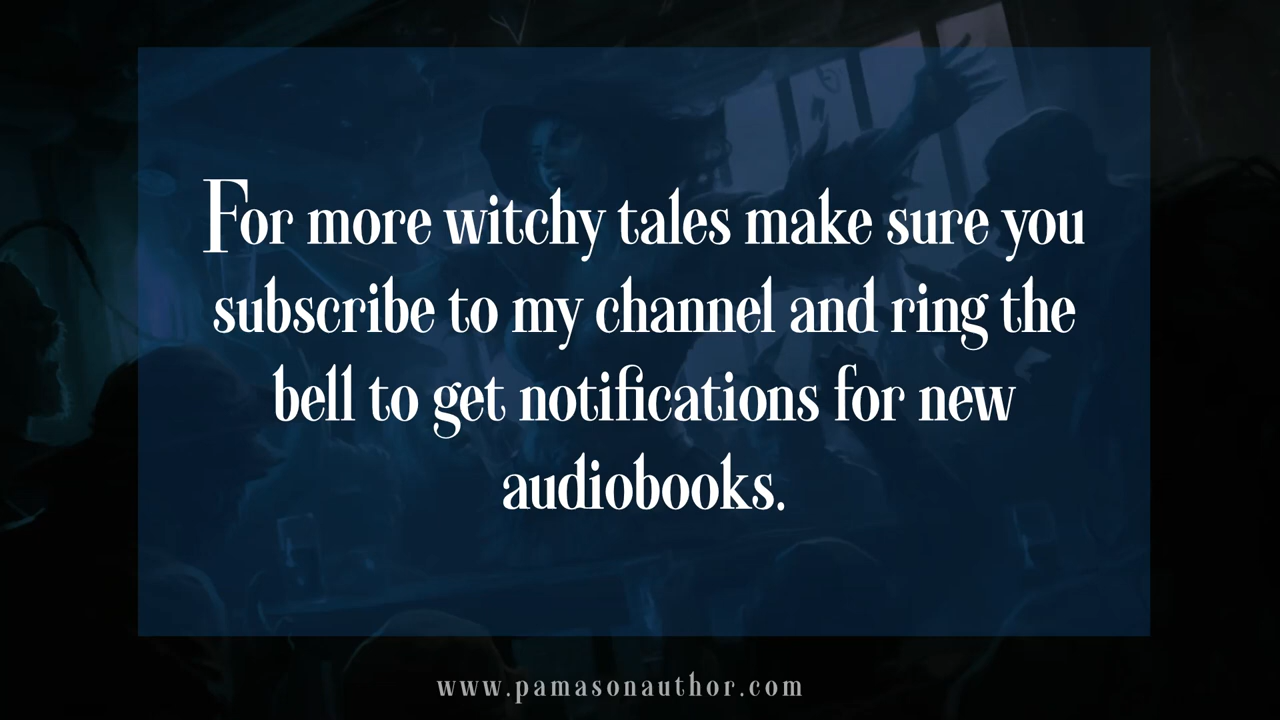 For more witchy tales make sure you
subscribe to my channel and ring the
bell to get notifications for new
audiobooks.
www.pamasonauthor.com